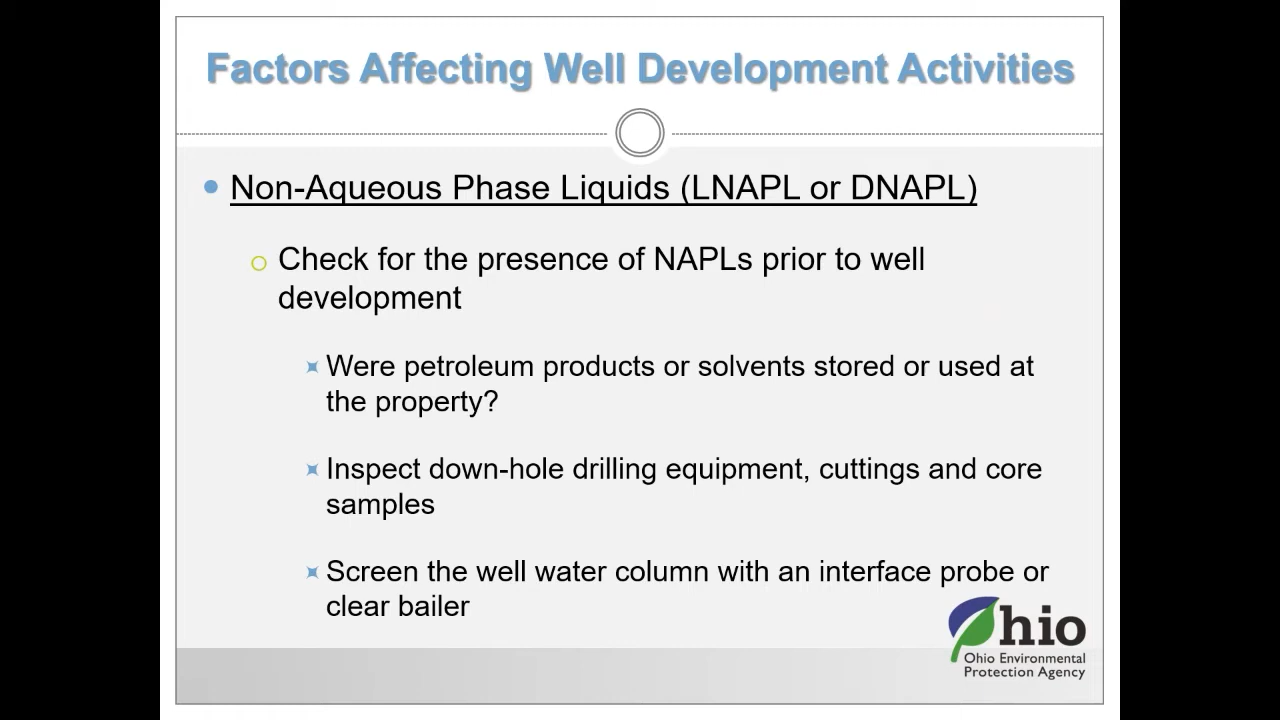 Factors Affecting Well Development Activities
Non-Aqueous Phase Liquids (LNAPL or DNAPL)
Check for the presence of NAPLs prior to well
development
Were petroleum products or solvents stored or used at
the property?
Inspect down-hole drilling equipment, cuttings and core
samples
Screen the well water column with an interface probe or
clear bailer
Ohio
Ohio Environmental
Protection Agency